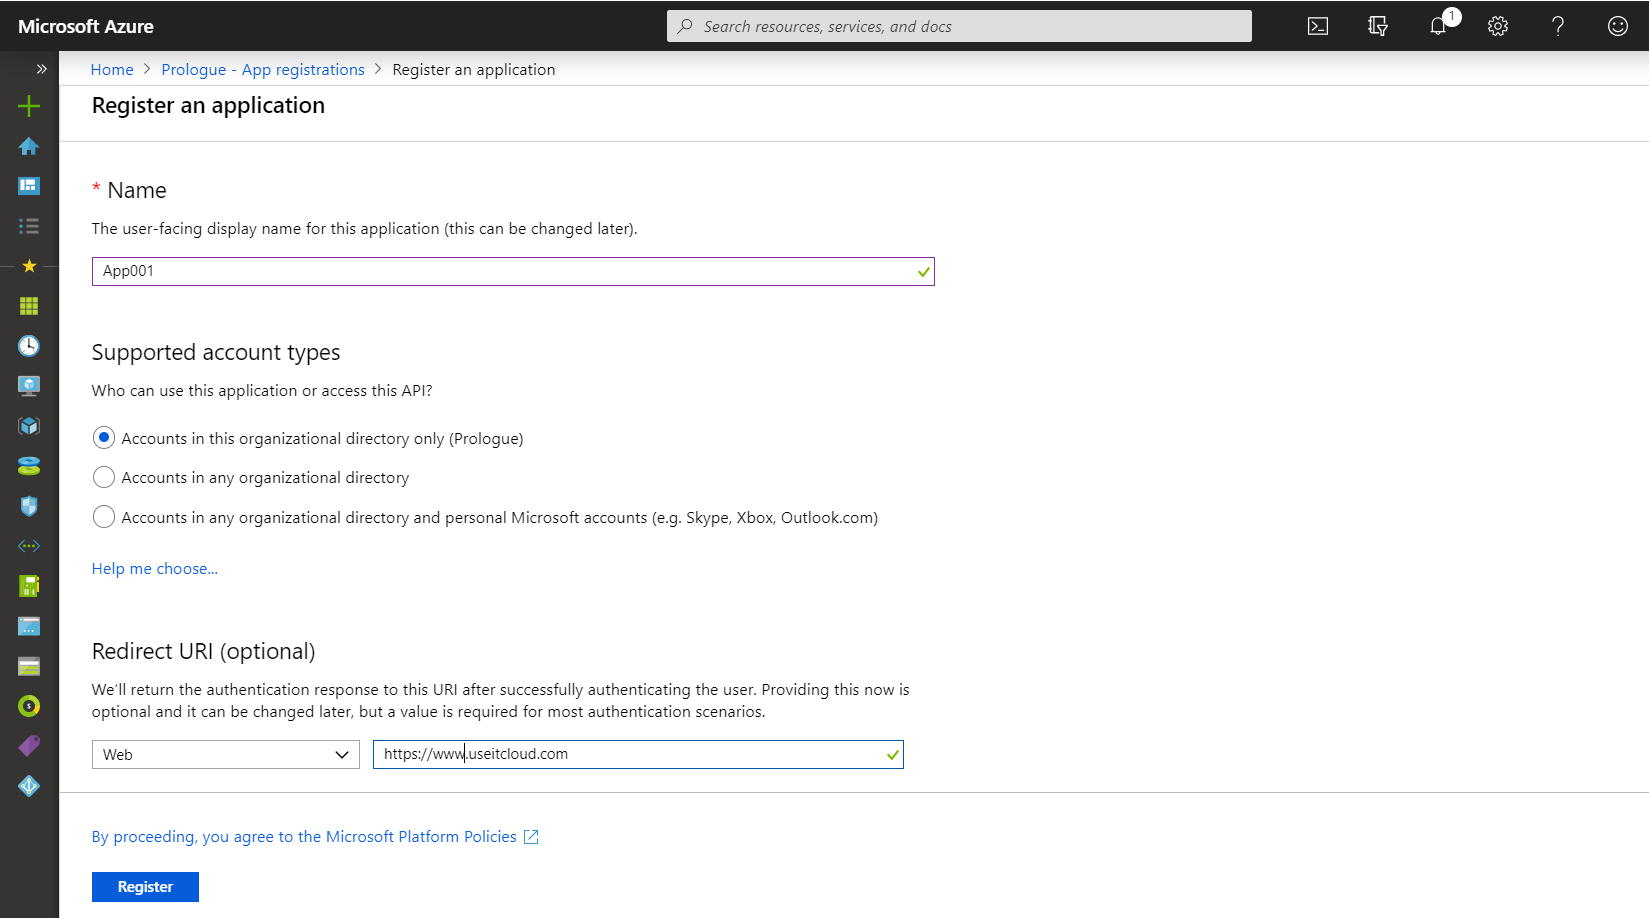 Microsoft Azure
Search resources, services, and docs
1
Home > Prologue - App registrations > Register an application
Register an application
* Name
The user-facing display name for this application (this can be changed later).
App001
Supported account types
Who can use this application or access this API?
Accounts in this organizational directory only (Prologue)
Accounts in any organizational directory
Accounts in any organizational directory and personal Microsoft accounts (e.g. Skype, Xbox, Outlook.com)
Help me choose...
Redirect URI (optional)
We'll return the authentication response to this URI after successfully authenticating the user. Providing this now is
optional and it can be changed later, but a value is required for most authentication scenarios.
Web
https://www.useitcloud.com
By proceeding, you agree to the Microsoft Platform Policies
Register